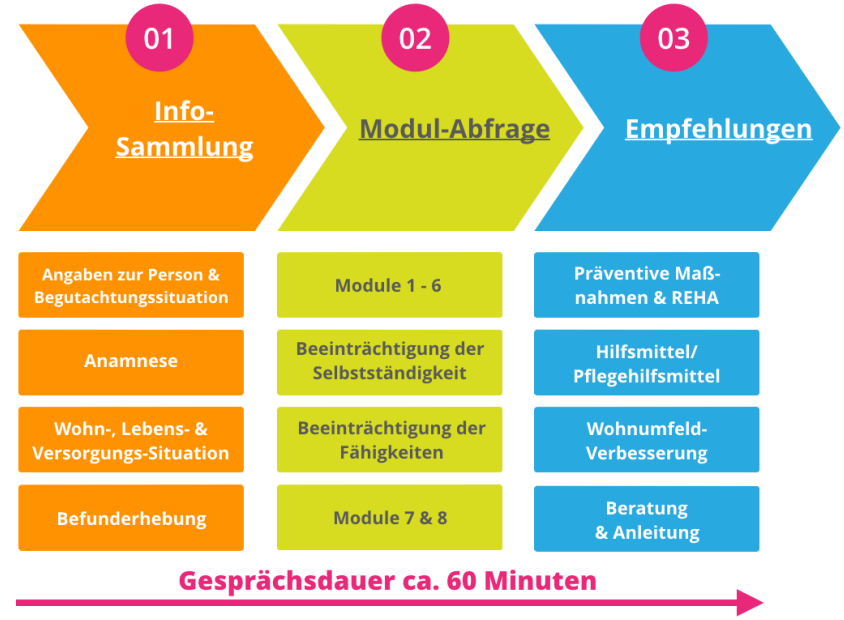 01
Info-
Sammlung
02
Modul-Abfrage
03
Empfehlungen
Angaben zur Person &
Begutachtungssituation
Anamnese
Wohn-, Lebens- &
Versorgungs-Situation
Befunderhebung
Module 1 - 6
Beeinträchtigung der
Selbstständigkeit
Beeinträchtigung der
Fähigkeiten
Module 7 & 8
Präventive Maß-
nahmen & REHA
Hilfsmittel/
Pflegehilfsmittel
Wohnumfeld-
Verbesserung
Beratung
& Anleitung
Gesprächsdauer ca. 60 Minuten